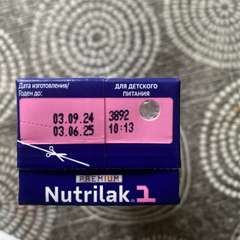 Дата изготовления/
Годен до:
ДЛЯ ДЕТСКОГО
ПИТАНИЯ
03.09.24 3892
03.06.25 10:13
PREMIUM
Nutrilak 1